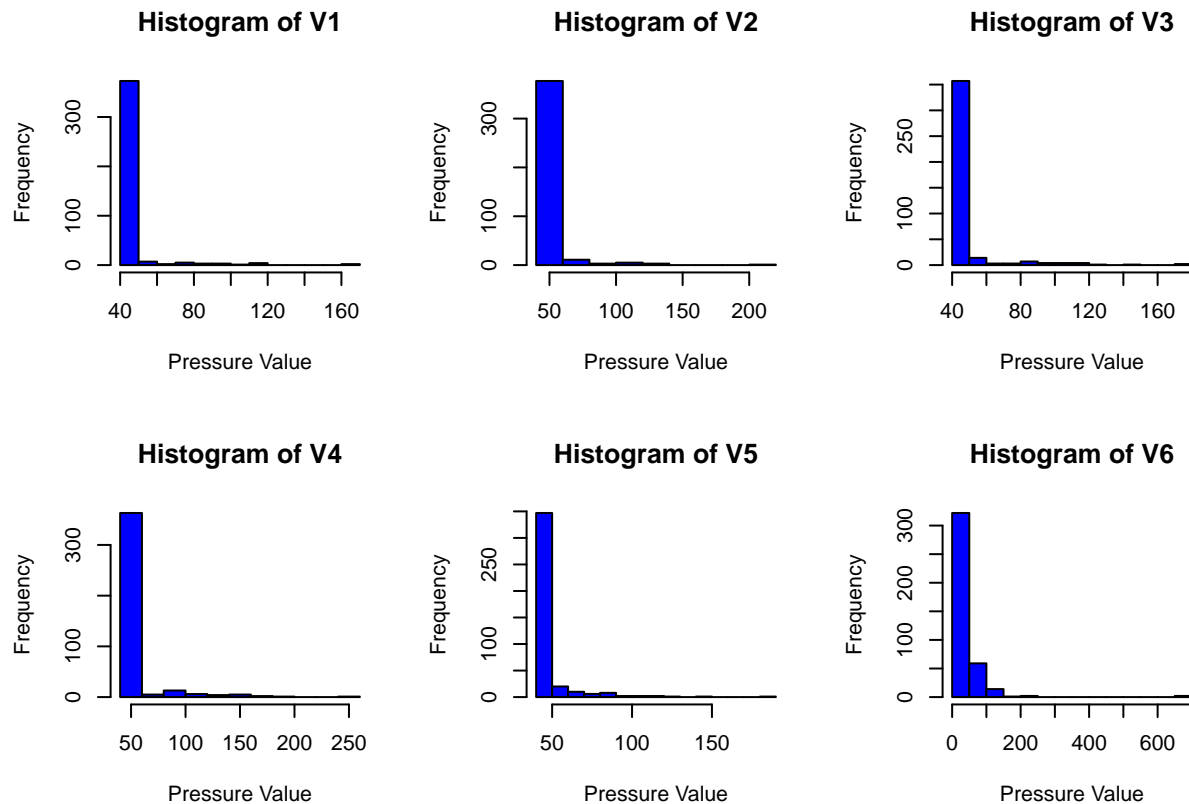 Histogram of V1
Frequency
0 100 300
40 80 120 160
Pressure Value
Histogram of V2
Frequency
0 100 300
50 100 150 200
Pressure Value
Histogram of V3
Frequency
0 100 250
40 80 120 160
Pressure Value
Histogram of V4
Frequency
0 100 300
50 100 150 200 250
Pressure Value
Histogram of V5
Frequency
0 100 250
50 100 150
Pressure Value
Histogram of V6
Frequency
0 100 200 300
0 200 400 600
Pressure Value